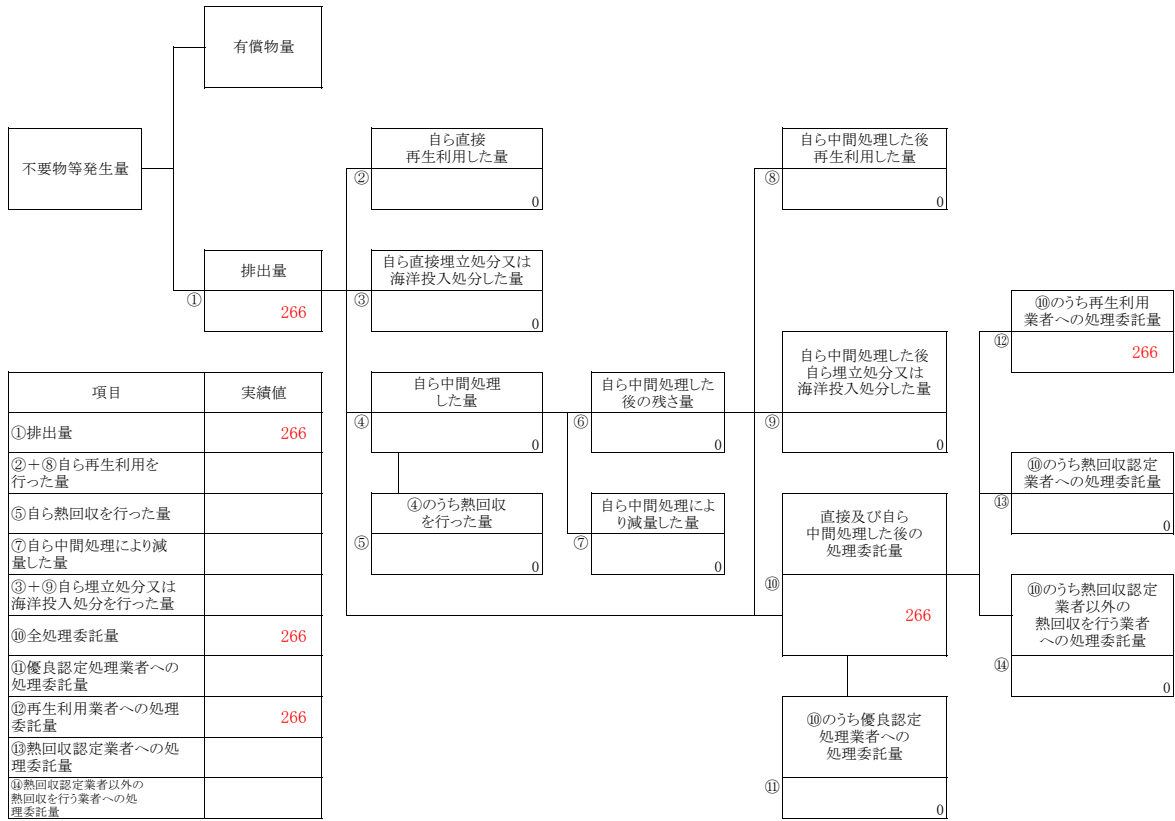 有償物量
不要物等発生量
自ら直接
再生利用した量
②
0
自ら中間処理した後
再生利用した量
⑧
0
排出量
①
266
自ら直接埋立処分又は
海洋投入処分した量
③
0
⑩のうち再生利用
業者への処理委託量
⑫
266
自ら中間処理
した量
④
0
自ら中間処理した
後の残さ量
⑥
0
自ら中間処理した後
自ら埋立処分又は
海洋投入処分した量
⑨
0
⑩のうち熱回収認定
業者への処理委託量
⑬
0
④のうち熱回収
を行った量
⑤
0
自ら中間処理によ
り減量した量
⑦
0
直接及び自ら
中間処理した後の
処理委託量
⑩
266
⑩のうち熱回収認定
業者以外の
熱回収を行う業者
への処理委託量
⑭
0
⑩のうち優良認定
処理業者への
処理委託量
⑪
0
項目
実績値
①排出量
266
②+⑧自ら再生利用を
行った量
⑤自ら熱回収を行った量
⑦自ら中間処理により減
量した量
③+⑨自ら埋立処分又は
海洋投入処分を行った量
⑩全処理委託量
266
⑪優良認定処理業者への
処理委託量
⑫再生利用業者への処理
委託量
266
⑬熱回収認定業者への処
理委託量
⑭熱回収認定業者以外の
熱回収を行う業者への処
理委託量